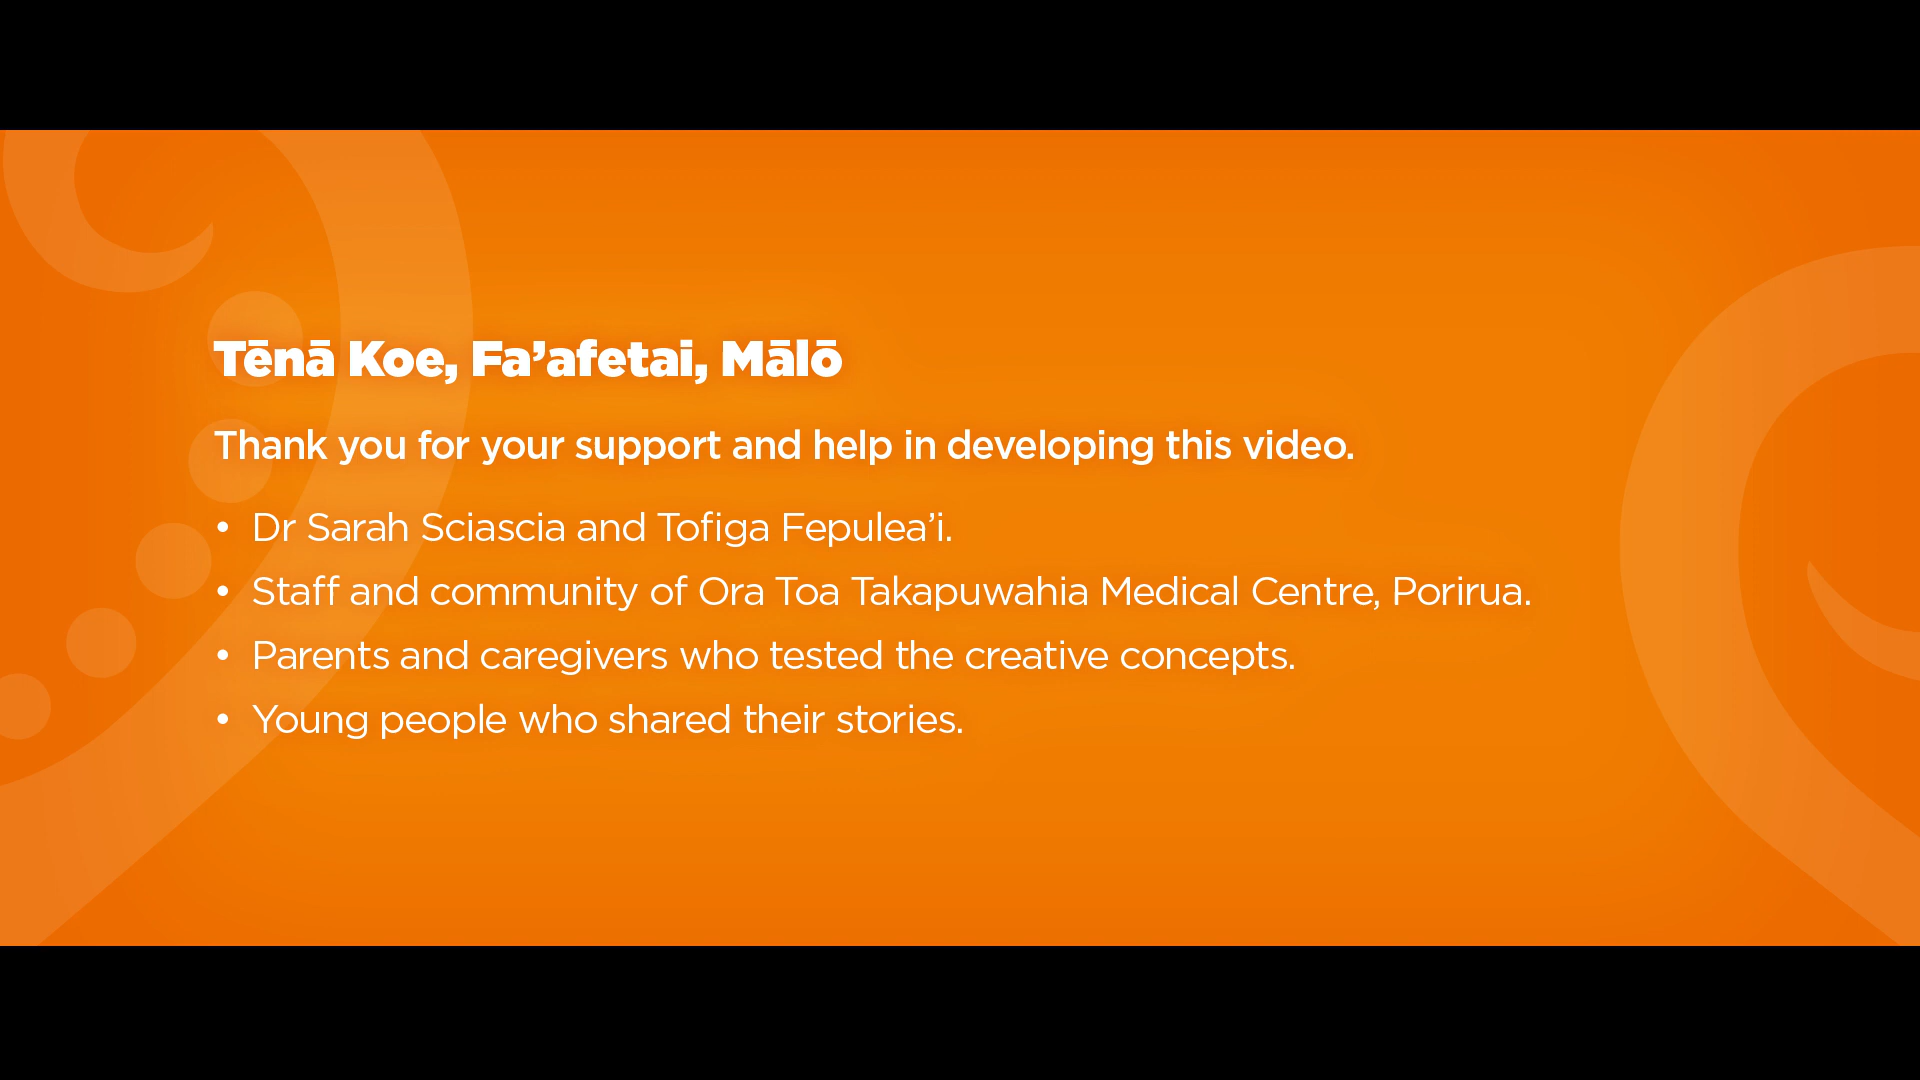 Tēnā Koe, Fa’afetai, Mālō
Thank you for your support and help in developing this video.
• Dr Sarah Sciascia and Tofiga Fepulea’i.
• Staff and community of Ora Toa Takapuwahia Medical Centre, Porirua.
• Parents and caregivers who tested the creative concepts.
• Young people who shared their stories.